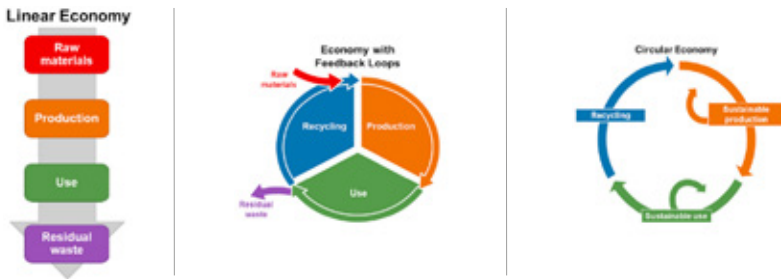 Linear Economy
Raw
materials
Production
Use
Residual
waste
Economy with
Feedback Loops
Raw
materials
Recycling
Production
Use
Residual
waste
Circular Economy
Recycling
Sustainable
production
Sustainable use